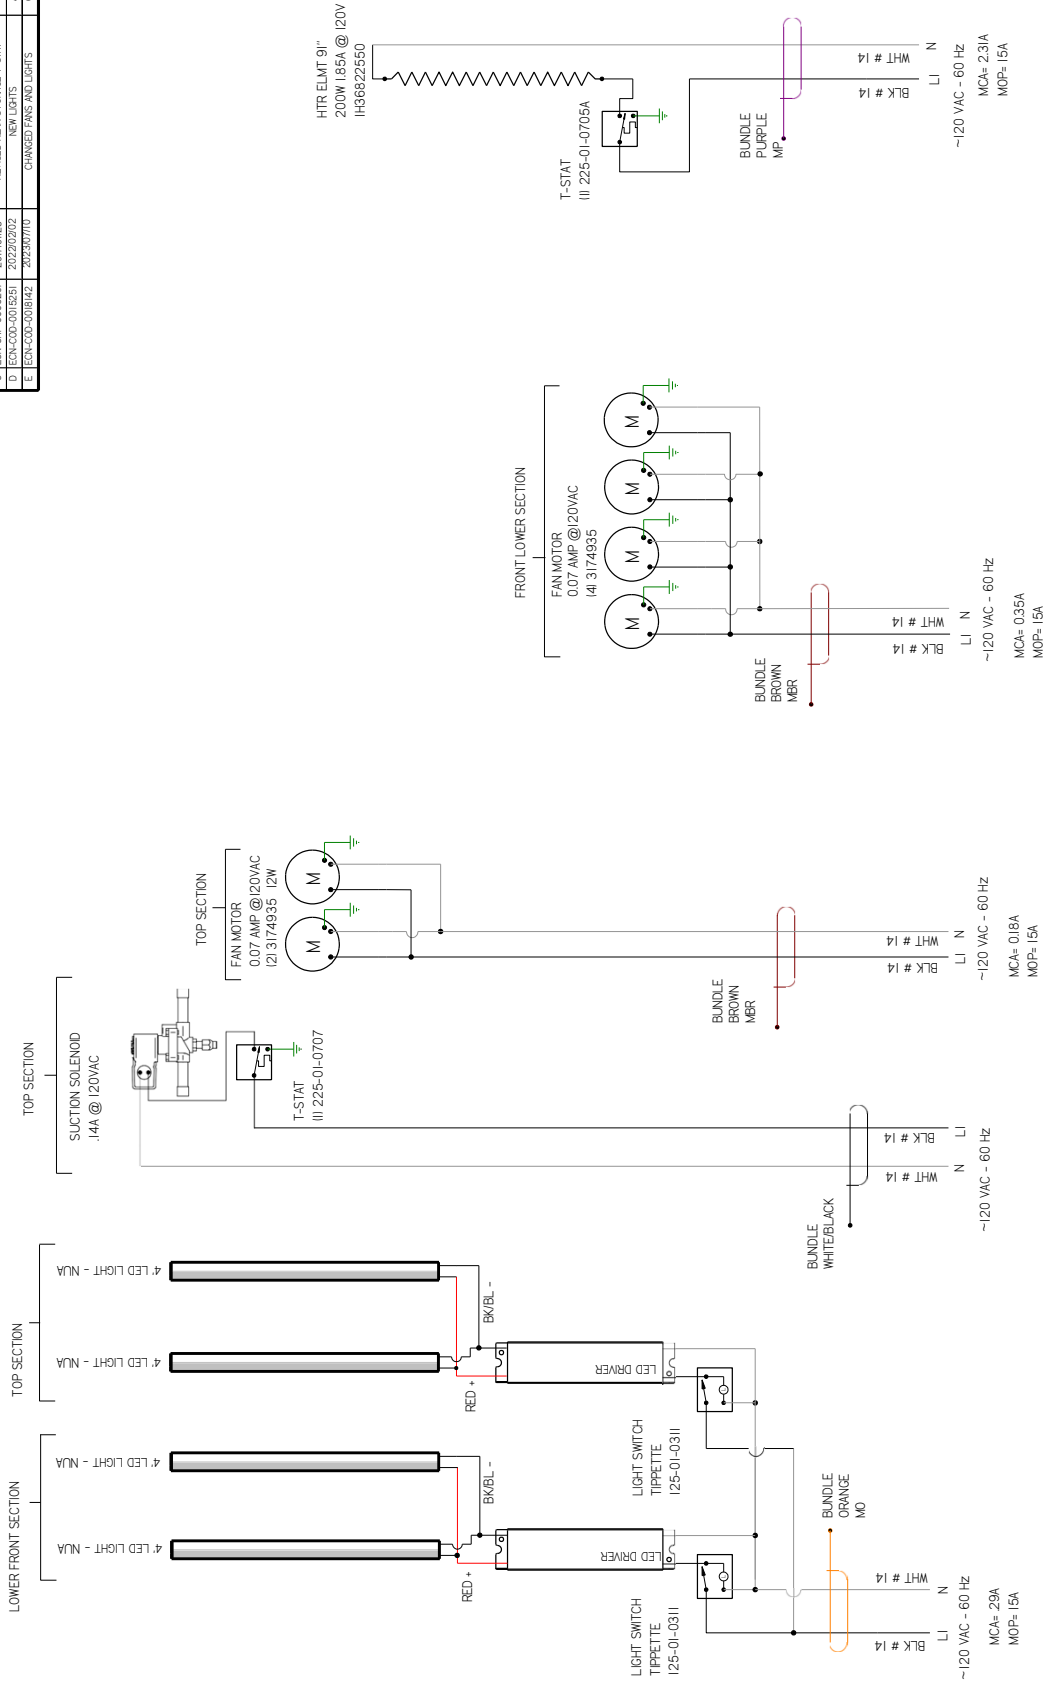 D ECN-COD-0015251 2022/02/02 NEW LIGHTS
E ECN-COD-0018142 2023/07/10 CHANGED FANS AND LIGHTS
LOWER FRONT SECTION
4' LED LIGHT - NUA
4' LED LIGHT - NUA
RED +
BK/BL -
LED DRIVER
LIGHT SWITCH
TIPPETTE
125-01-0311
TOP SECTION
4' LED LIGHT - NUA
4' LED LIGHT - NUA
RED +
BK/BL -
LED DRIVER
LIGHT SWITCH
TIPPETTE
125-01-0311
BUNDLE
ORANGE
MO
BLK # 14
WHT # 14
L1
N
~120 VAC - 60 Hz
MCA= .29A
MOP= 15A
TOP SECTION
SUCTION SOLENOID
.14A @ 120VAC
T-STAT
(1) 225-01-0707
BUNDLE
WHITE/BLACK
WHT # 14
BLK # 14
N
L1
~120 VAC - 60 Hz
TOP SECTION
FAN MOTOR
0.07 AMP @120VAC
(2) 3174935 12W
M
M
BUNDLE
BROWN
MBR
BLK # 14
WHT # 14
L1
N
~120 VAC - 60 Hz
MCA= 0.18A
MOP= 15A
FRONT LOWER SECTION
FAN MOTOR
0.07 AMP @120VAC
(4) 3174935
M
M
M
M
BUNDLE
BROWN
MBR
BLK # 14
WHT # 14
L1
N
~120 VAC - 60 Hz
MCA= 0.35A
MOP= 15A
HTR ELMT 91"
200W 1.85A @ 120V
1H36822550
T-STAT
(1) 225-01-0705A
BUNDLE
PURPLE
MP
BLK # 14
WHT # 14
L1
N
~120 VAC - 60 Hz
MCA= 2.31A
MOP= 15A